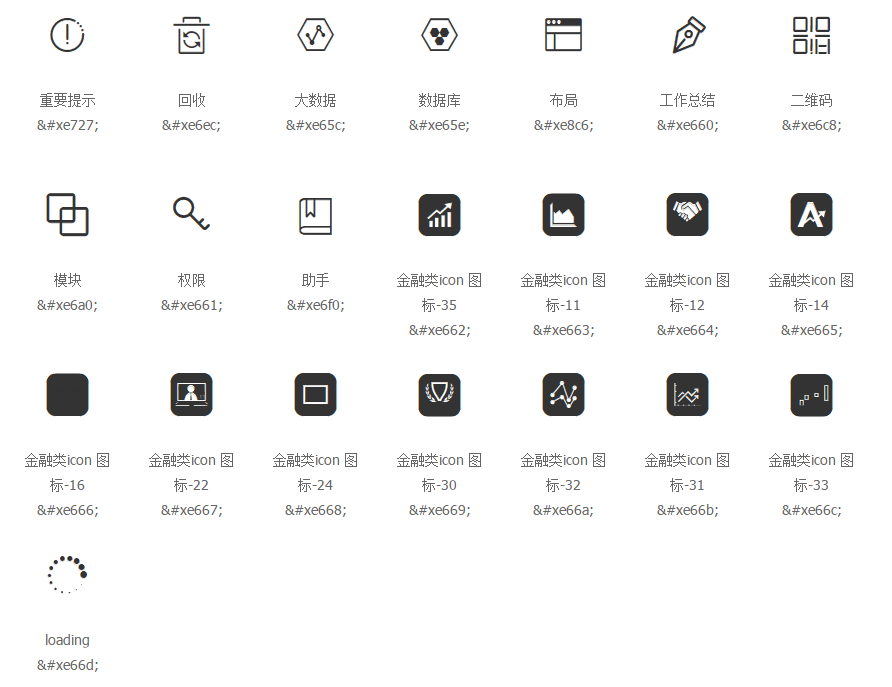 重要提示 回收 大数据 数据库 布局 工作总结 二维码
&#xe727; &#xe6ec; &#xe65c; &#xe65e; &#xe8c6; &#xe660; &#xe6c8;
模块 权限 助手 金融类icon 图 金融类icon 图 金融类icon 图 金融类icon 图
&#xe6a0; &#xe661; &#xe6f0; 标-35 标-11 标-12 标-14
&#xe662; &#xe663; &#xe664; &#xe665;
金融类icon 图 金融类icon 图 金融类icon 图 金融类icon 图 金融类icon 图 金融类icon 图 金融类icon 图
标-16 标-22 标-24 标-30 标-32 标-31 标-33
&#xe666; &#xe667; &#xe668; &#xe669; &#xe66a; &#xe66b; &#xe66c;
loading
&#xe66d;